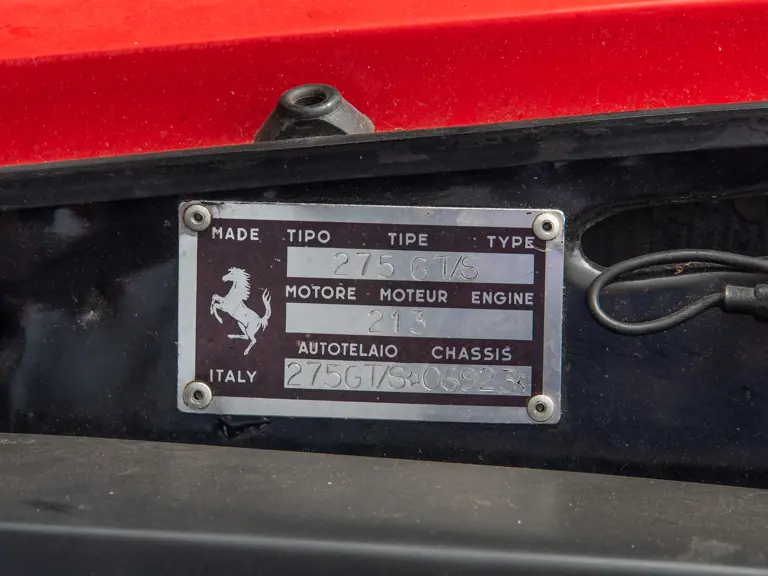 MADE TIPO TIPE TYPE
275 GT/S
MOTORE MOTEUR ENGINE
213
AUTOTELAIO CHASSIS
ITALY 275GT/S*06923*